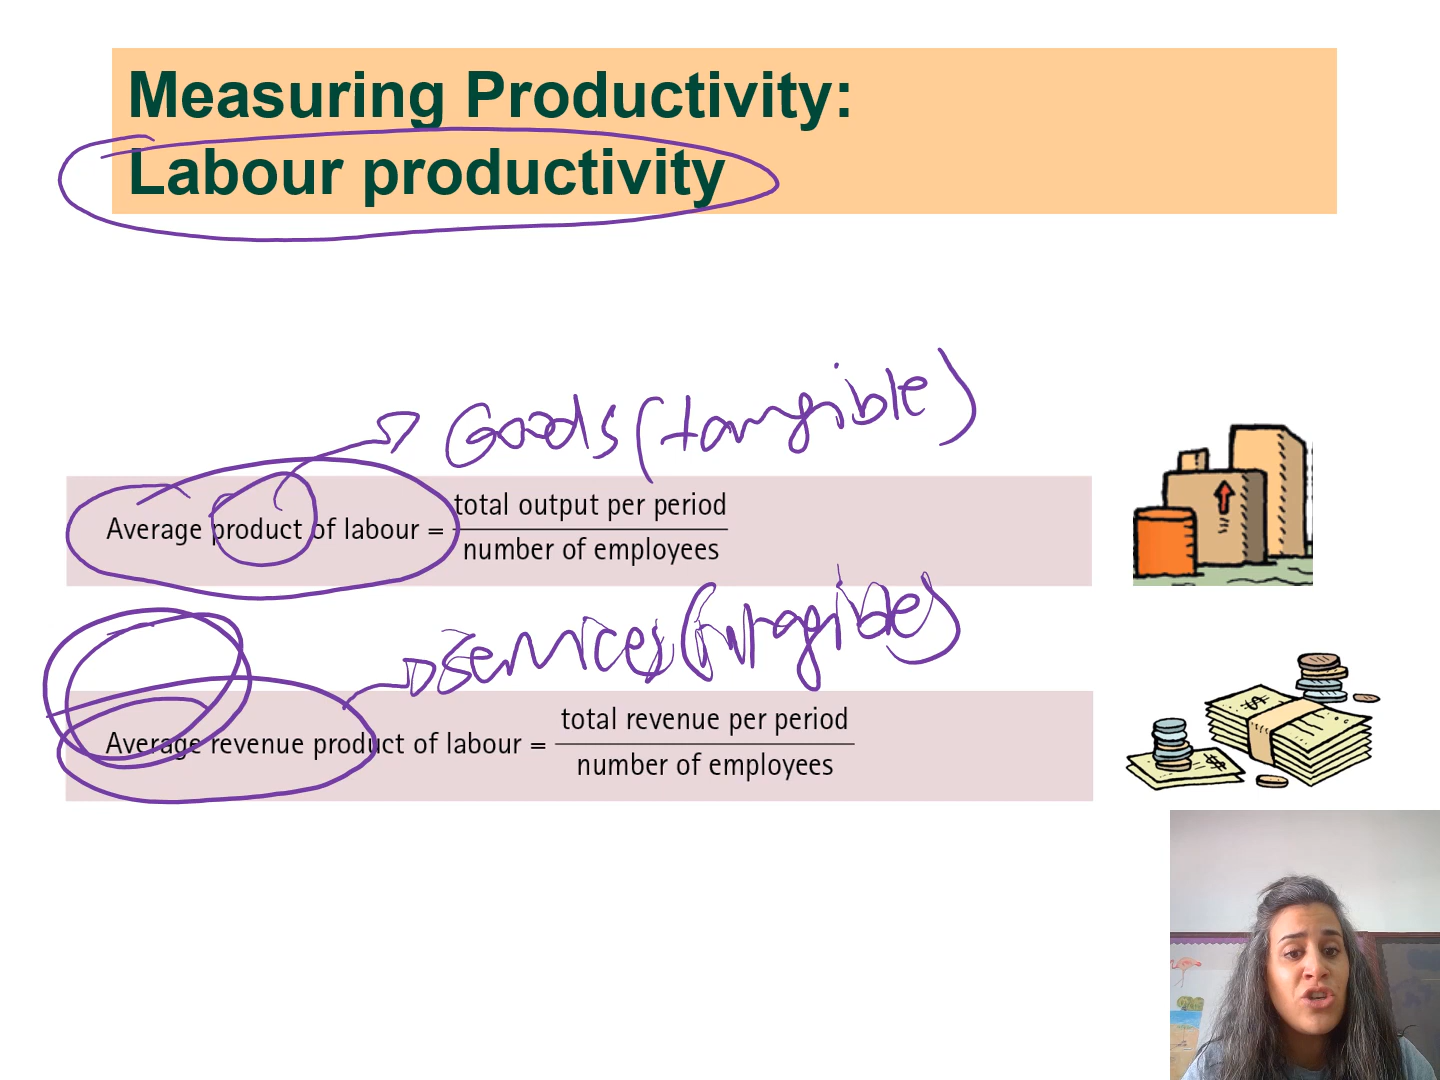 Measuring Productivity:
Labour productivity
Goods (tangible)
Average product of labour = total output per period
number of employees
services (intangible)
Average revenue product of labour = total revenue per period
number of employees